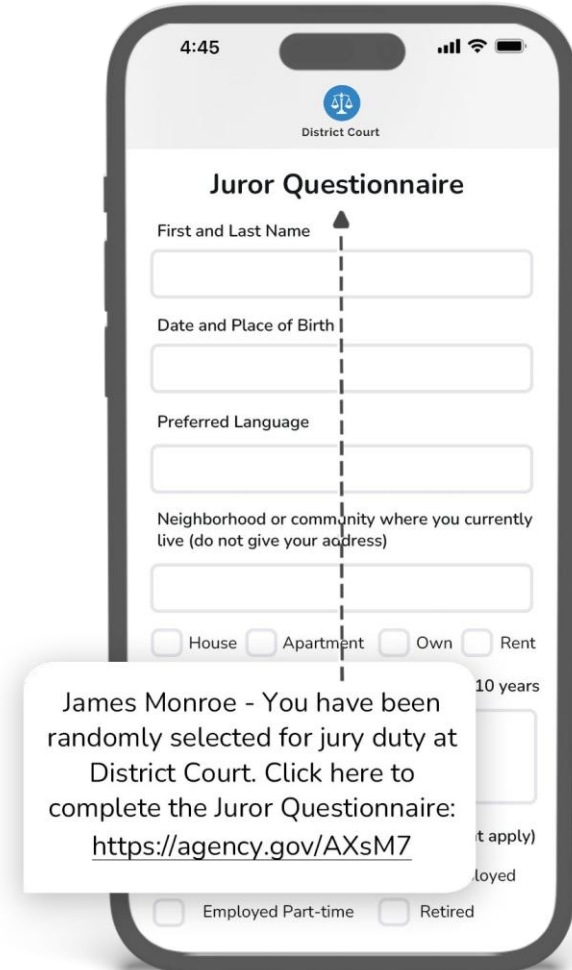 4:45
District Court
Juror Questionnaire
First and Last Name
Date and Place of Birth
Preferred Language
Neighborhood or community where you currently
live (do not give your address)
House Apartment Own Rent
10 years
James Monroe - You have been
randomly selected for jury duty at
District Court. Click here to
complete the Juror Questionnaire:
https://agency.gov/AXsM7
apply)
Employed Part-time Retired